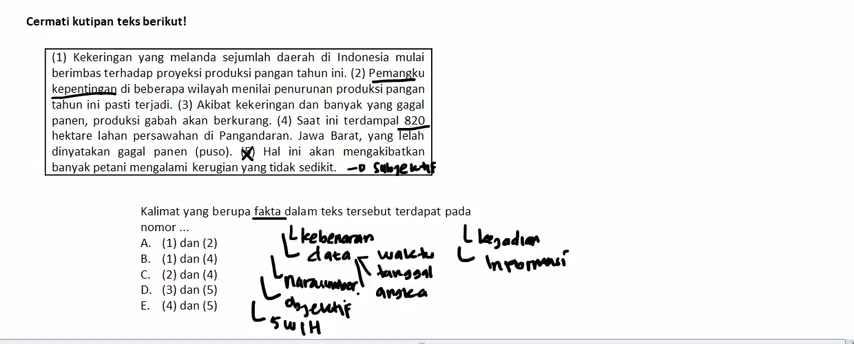 Cermati kutipan teks berikut!
(1) Kekeringan yang melanda sejumlah daerah di Indonesia mulai
berimbas terhadap proyeksi produksi pangan tahun ini. (2) Pemangku
kepentingan di beberapa wilayah menilai penurunan produksi pangan
tahun ini pasti terjadi. (3) Akibat kekeringan dan banyak yang gagal
panen, produksi gabah akan berkurang. (4) Saat ini terdampal 820
hektare lahan persawahan di Pangandaran. Jawa Barat, yang lelah
dinyatakan gagal panen (puso). (5) Hal ini akan mengakibatkan
banyak petani mengalami kerugian yang tidak sedikit. → Subjektif
Kalimat yang berupa fakta dalam teks tersebut terdapat pada
nomor ...
A. (1) dan (2)
B. (1) dan (4)
C. (2) dan (4)
D. (3) dan (5)
E. (4) dan (5)
kebenaran
data
waktu
tanggal
angka
narasumber
objektif
5W1H
kejadian
Informasi